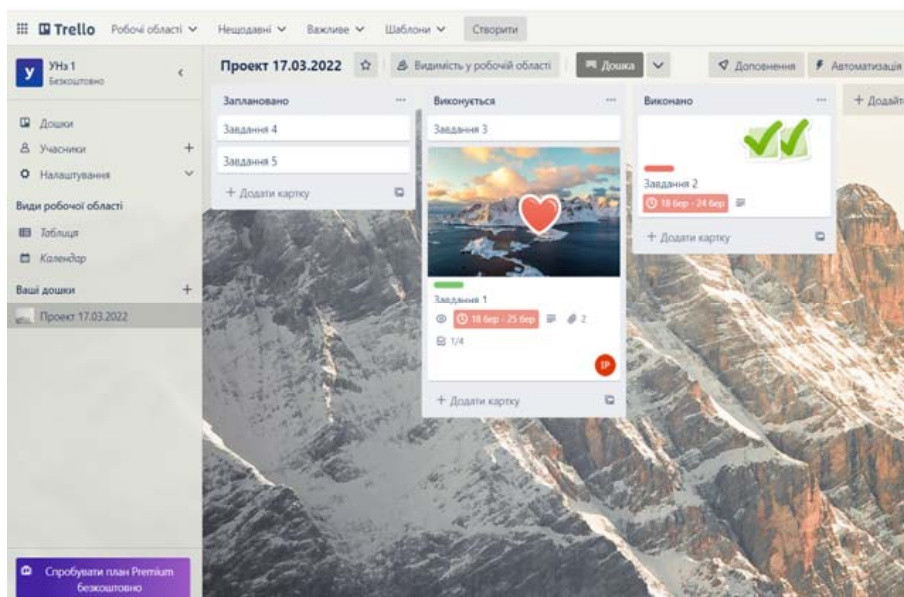 Trello Робочі області Нещодавні Важливе Шаблони Створити
У УНз 1
Безкоштовно
Проект 17.03.2022 Видимість у робочій області Дошка Доповнення Автоматизація
Дошки
Учасники +
Налаштування
Види робочої області
Таблиця
Календар
Ваші дошки +
Проект 17.03.2022
Спробувати план Premium
безкоштовно
Заплановано ...
Завдання 4
Завдання 5
+ Додати картку
Виконується ...
Завдання 3
Завдання 1
18 бер - 25 бер 2
1/4
IP
+ Додати картку
Виконано ...
Завдання 2
18 бер - 24 бер
+ Додати картку
+ Додайт